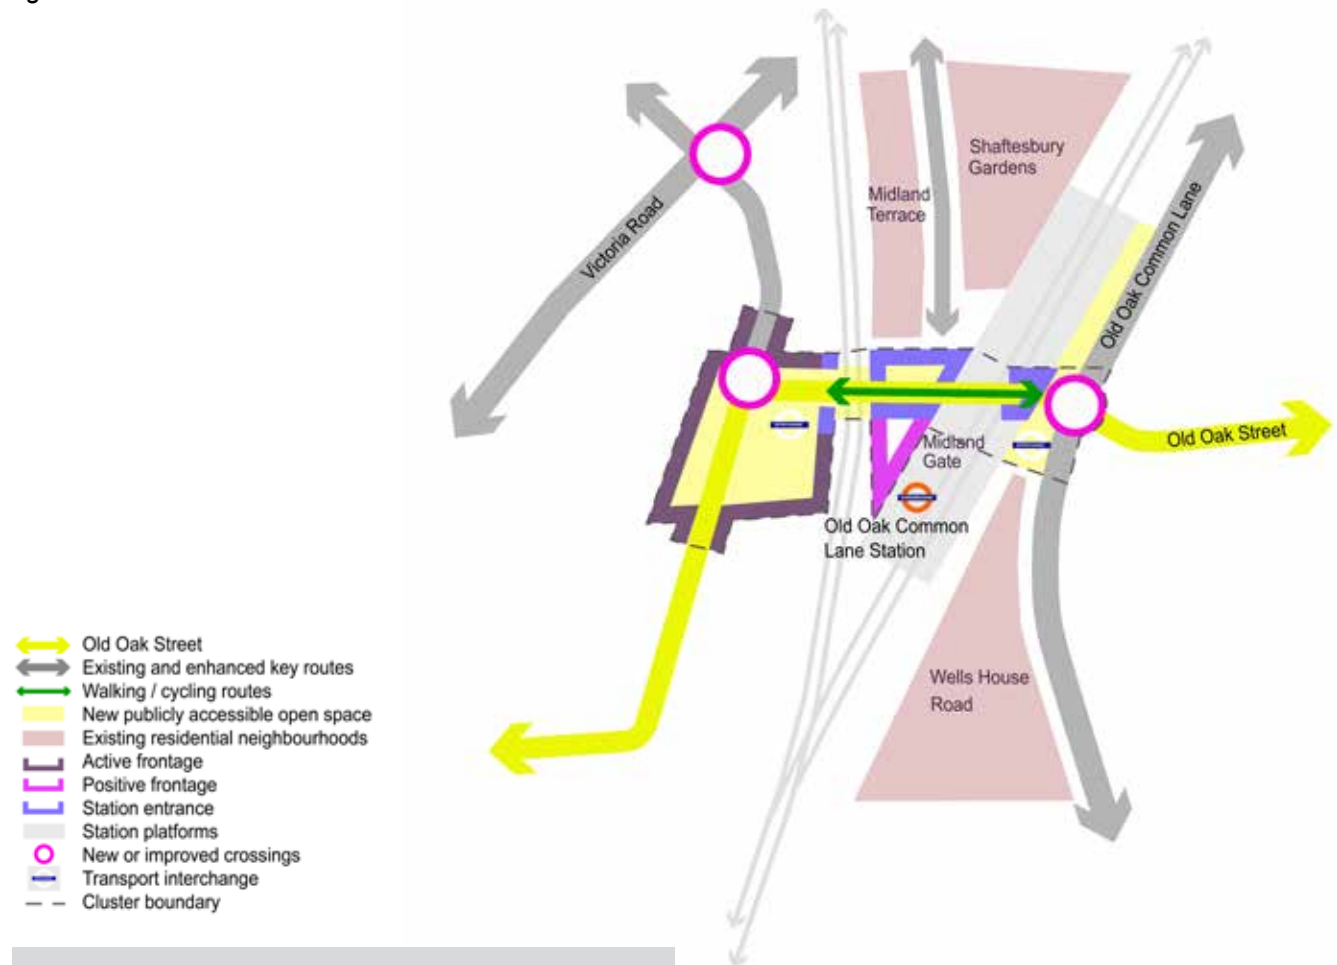 Shaftesbury
Gardens
Midland
Terrace
Victoria Road
Old Oak Common Lane
Old Oak Street
Midland
Gate
Old Oak Common
Lane Station
Wells House
Road
Old Oak Street
Existing and enhanced key routes
Walking / cycling routes
New publicly accessible open space
Existing residential neighbourhoods
Active frontage
Positive frontage
Station entrance
Station platforms
New or improved crossings
Transport interchange
Cluster boundary